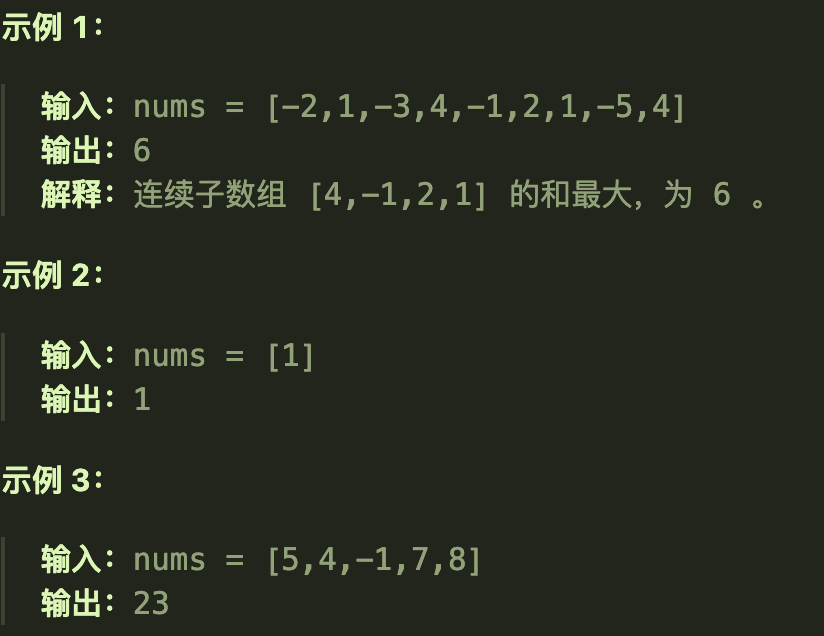 示例 1：
输入：nums = [-2,1,-3,4,-1,2,1,-5,4]
输出：6
解释：连续子数组 [4,-1,2,1] 的和最大，为 6 。
示例 2：
输入：nums = [1]
输出：1
示例 3：
输入：nums = [5,4,-1,7,8]
输出：23